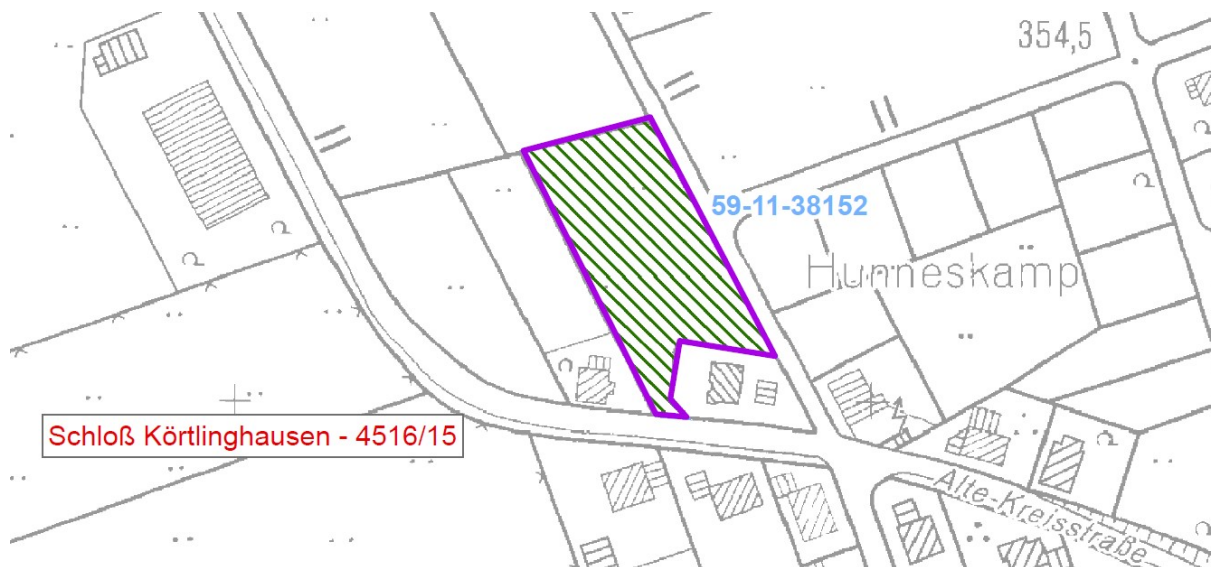 354,5
59-11-38152
Hunneskamp
Schloß Körtlinghausen - 4516/15
Alte-Kreisstraße